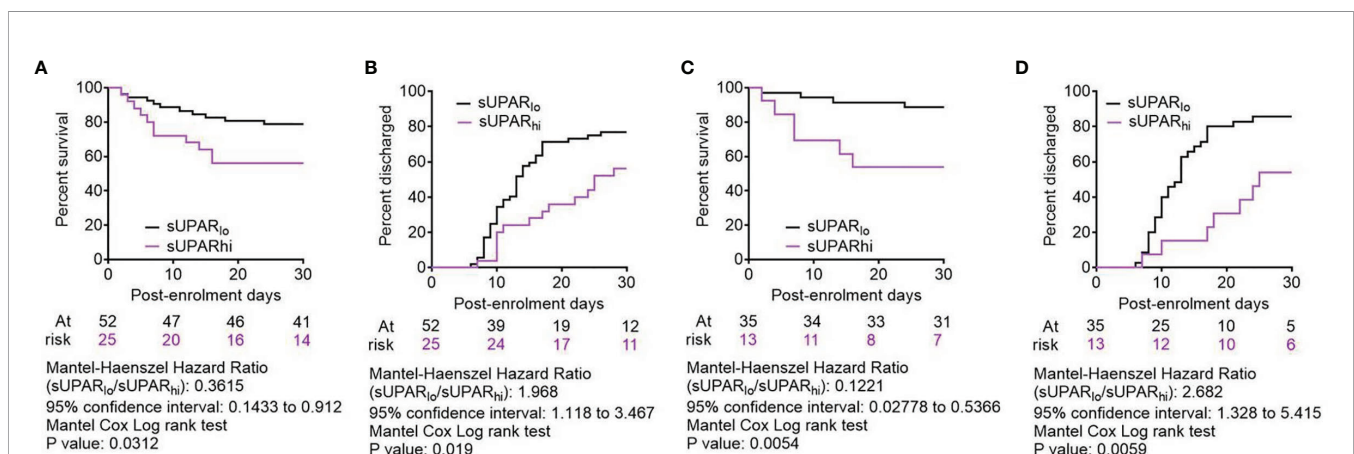 A
Percent survival
100
80
60
40
20
0
sUPARlo
sUPARhi
0 10 20 30
Post-enrolment days
At 52 47 46 41
risk 25 20 16 14
Mantel-Haenszel Hazard Ratio
(sUPARlo/sUPARhi): 0.3615
95% confidence interval: 0.1433 to 0.912
Mantel Cox Log rank test
P value: 0.0312
B
Percent discharged
100
80
60
40
20
0
sUPARlo
sUPARhi
0 10 20 30
Post-enrolment days
At 52 39 19 12
risk 25 24 17 11
Mantel-Haenszel Hazard Ratio
(sUPARlo/sUPARhi): 1.968
95% confidence interval: 1.118 to 3.467
Mantel Cox Log rank test
P value: 0.019
C
Percent survival
100
80
60
40
20
0
sUPARlo
sUPARhi
0 10 20 30
Post-enrolment days
At 35 34 33 31
risk 13 11 8 7
Mantel-Haenszel Hazard Ratio
(sUPARlo/sUPARhi): 0.1221
95% confidence interval: 0.02778 to 0.5366
Mantel Cox Log rank test
P value: 0.0054
D
Percent discharged
100
80
60
40
20
0
sUPARlo
sUPARhi
0 10 20 30
Post-enrolment days
At 35 25 10 5
risk 13 12 10 6
Mantel-Haenszel Hazard Ratio
(sUPARlo/sUPARhi): 2.682
95% confidence interval: 1.328 to 5.415
Mantel Cox Log rank test
P value: 0.0059